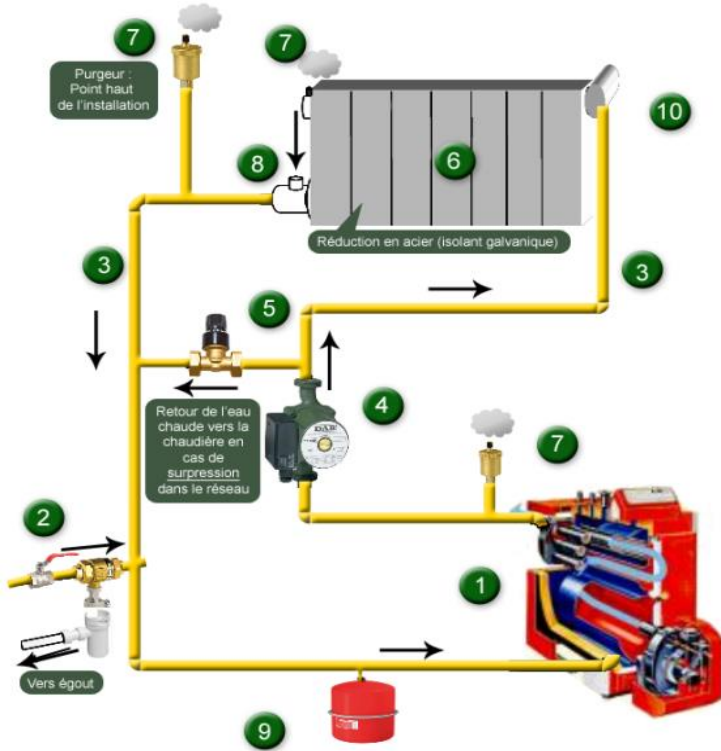 7
Purgeur :
Point haut
de l'installation
7
10
8
6
Réduction en acier (isolant galvanique)
3
3
5
4
Retour de l'eau
chaude vers la
chaudière en
cas de
surpression
dans le réseau
DAB
7
2
1
Vers égout
9